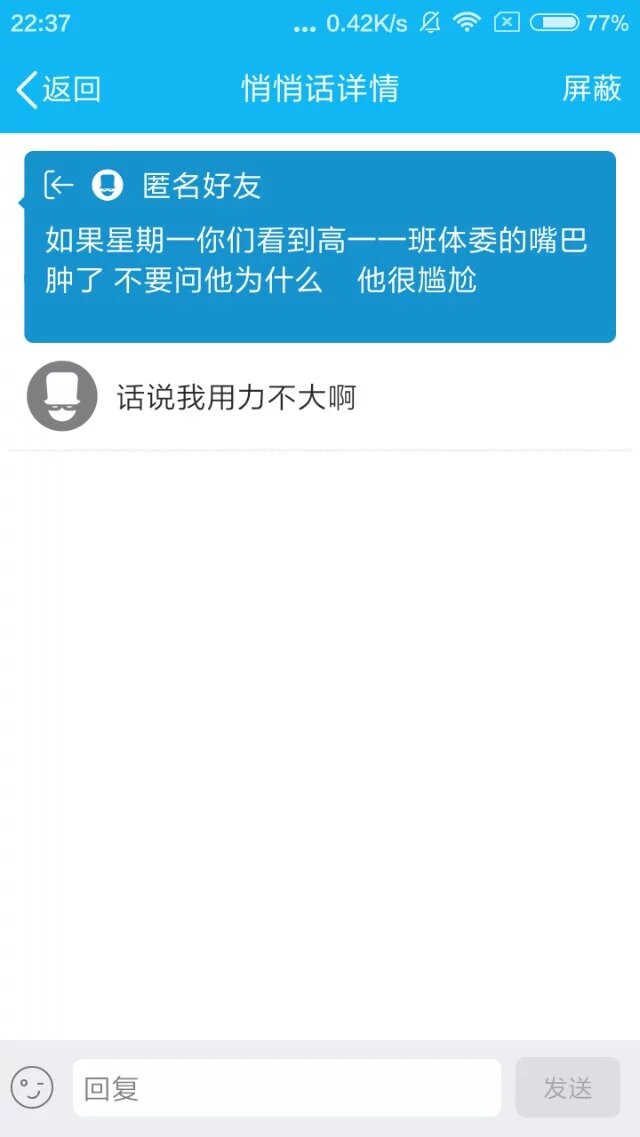 22:37 ... 0.42K/s 77%
返回 悄悄话详情 屏蔽
匿名好友
如果星期一你们看到高一一班体委的嘴巴
肿了 不要问他为什么 他很尴尬
话说我用力不大啊
回复 发送